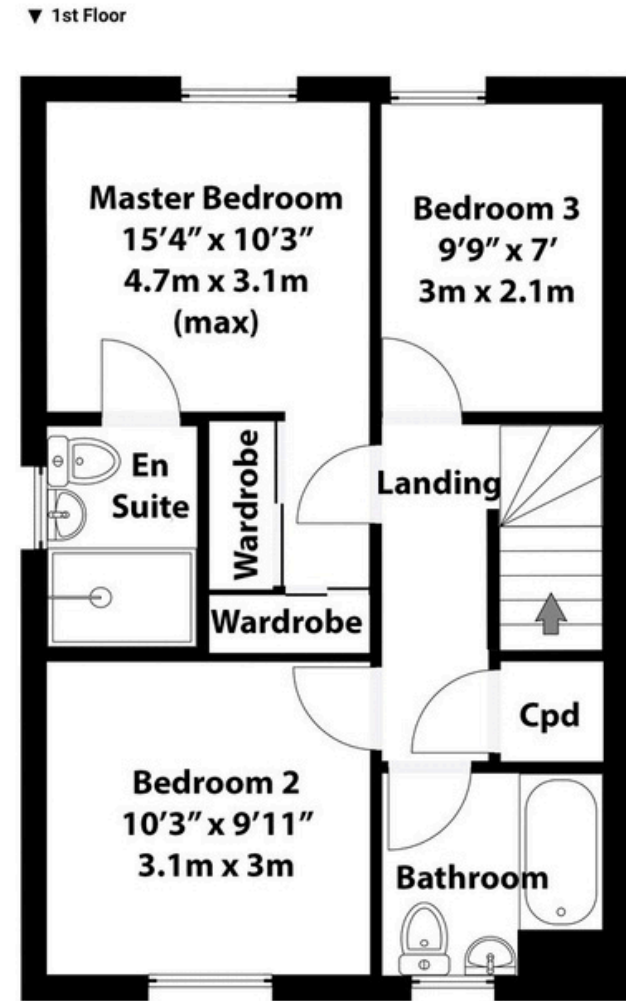 ▼ 1st Floor
Master Bedroom
15’4” x 10’3”
4.7m x 3.1m
(max)
Bedroom 3
9’9” x 7’
3m x 2.1m
En
Suite
Wardrobe
Landing
Wardrobe
Cpd
Bedroom 2
10’3” x 9’11”
3.1m x 3m
Bathroom